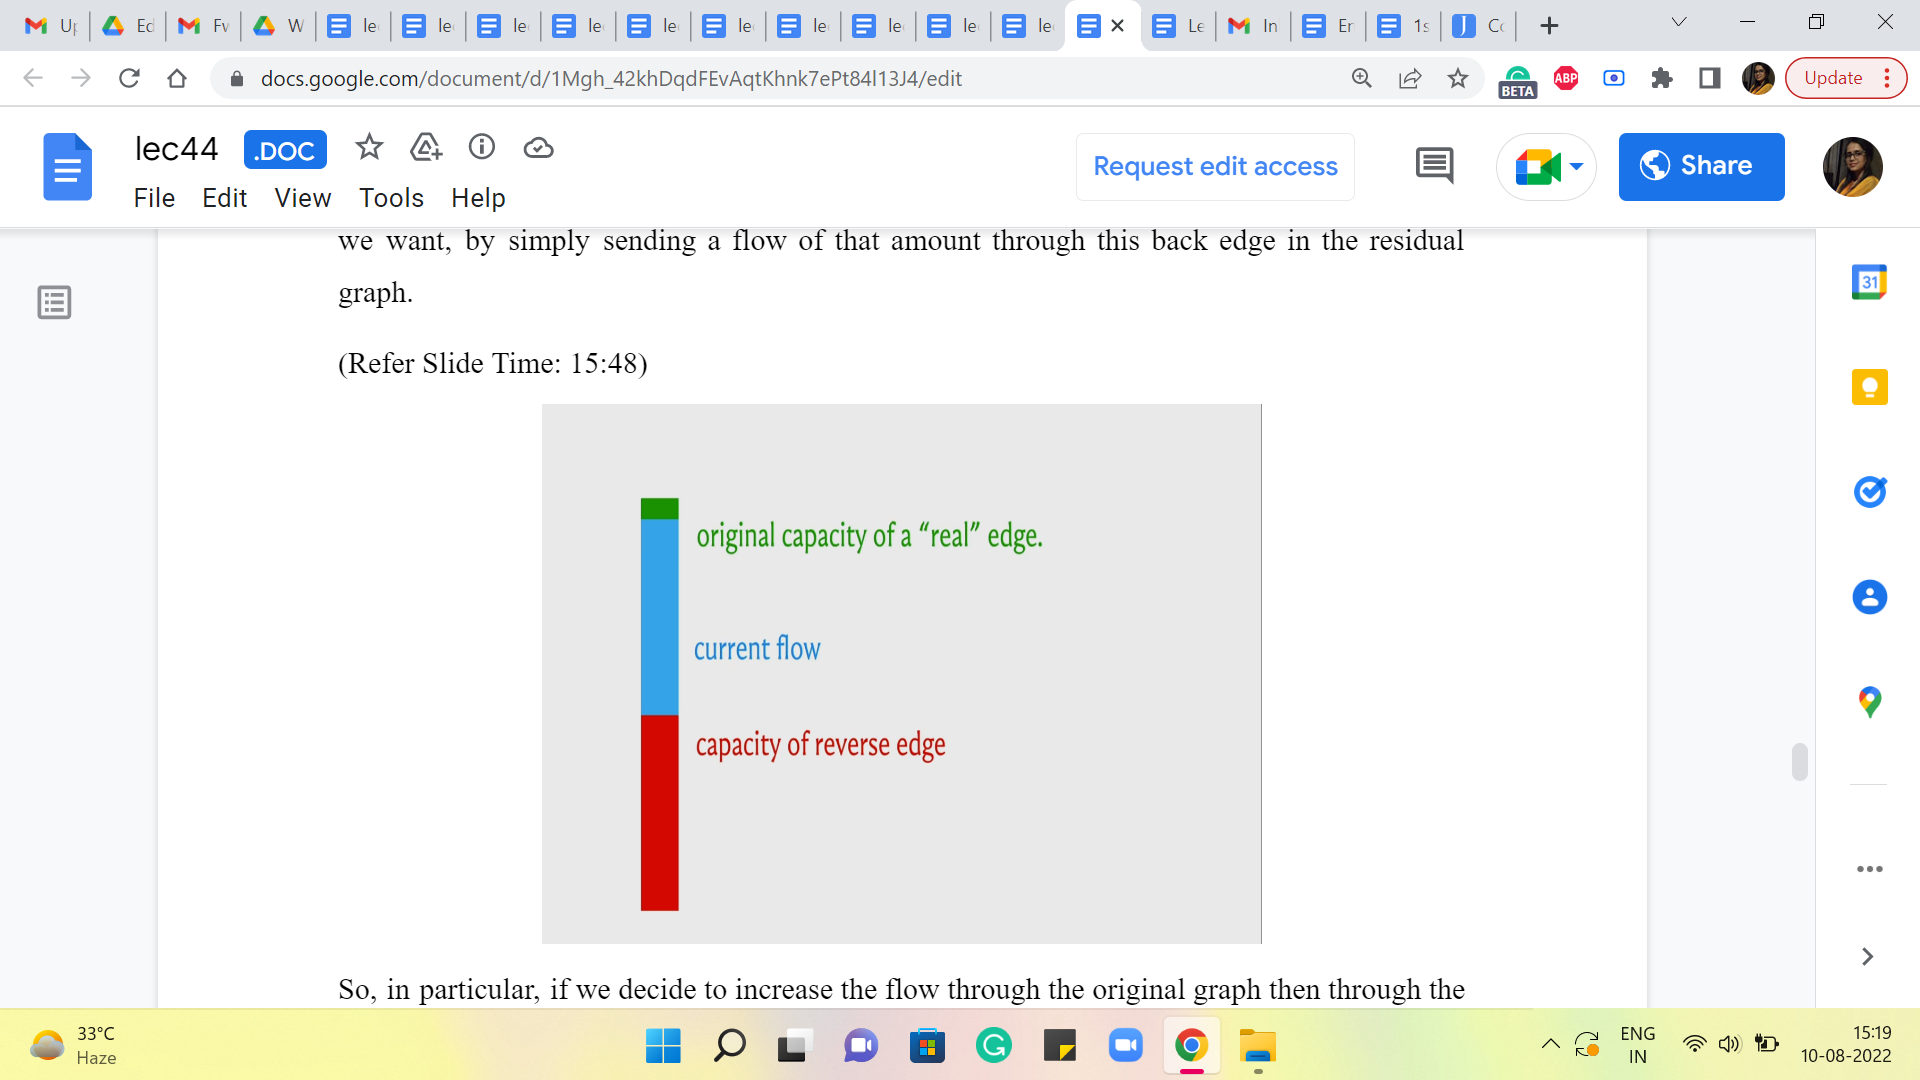 Up Ed Fw W le le le le le le le le le le Le In Er 1s Co
docs.google.com/document/d/1Mgh_42khDqdFEvAqtKhnk7ePt84l13J4/edit
BETA ABP Update
lec44 .DOC
Request edit access
Share
File Edit View Tools Help
we want, by simply sending a flow of that amount through this back edge in the residual
graph.
31
(Refer Slide Time: 15:48)
original capacity of a “real” edge.
current flow
capacity of reverse edge
So, in particular, if we decide to increase the flow through the original graph then through the
33°C
Haze
ENG
IN
15:19
10-08-2022